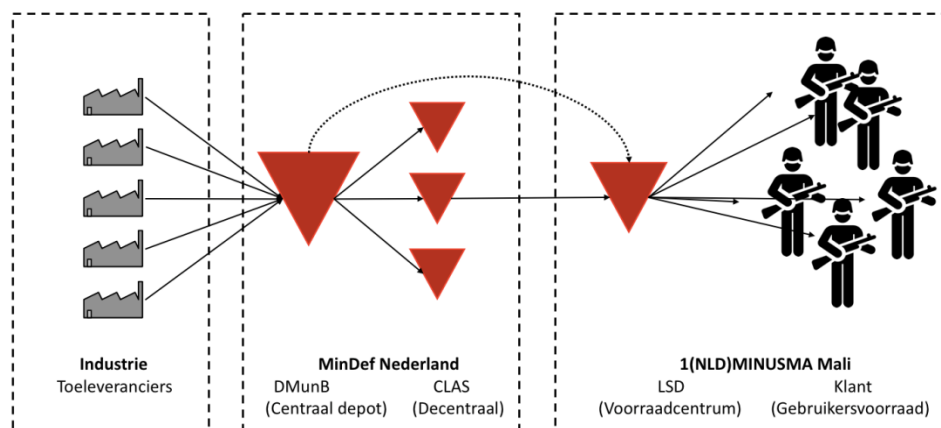 Industrie
Toeleveranciers
MinDef Nederland
DMunB
(Centraal depot)
CLAS
(Decentraal)
1(NLD)MINUSMA Mali
LSD
(Voorraadcentrum)
Klant
(Gebruikersvoorraad)